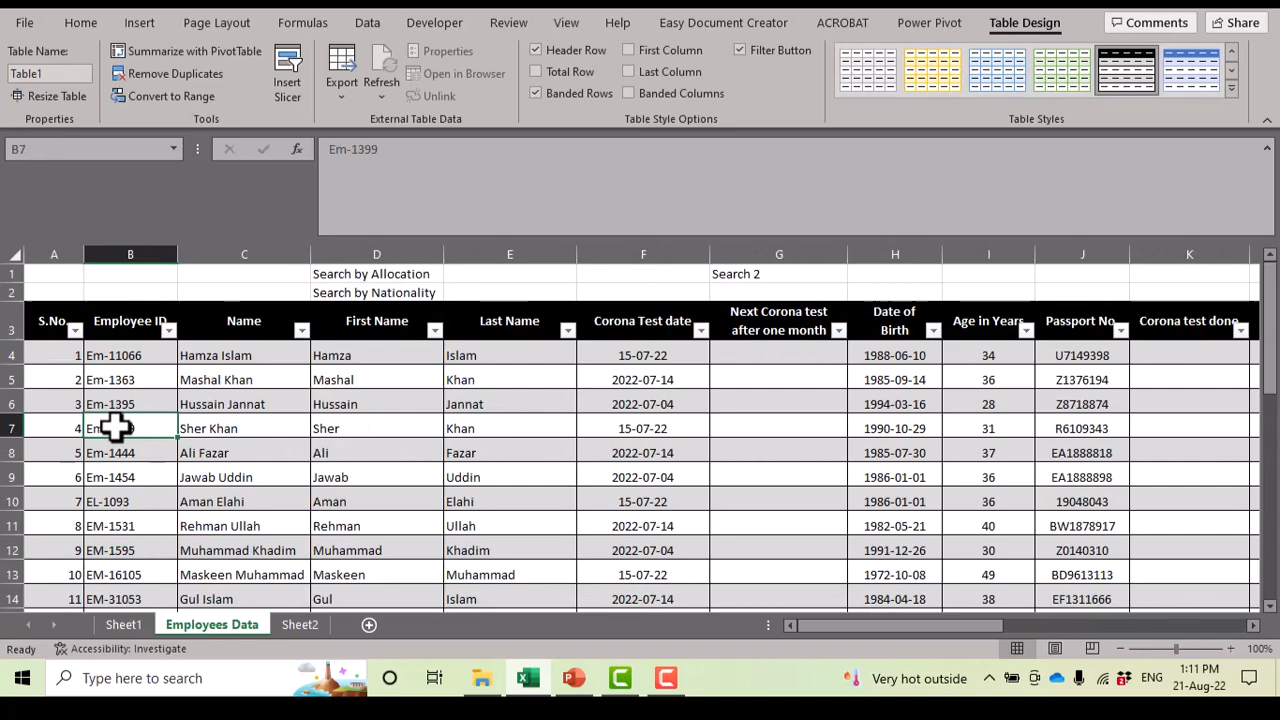 File Home Insert Page Layout Formulas Data Developer Review View Help Easy Document Creator ACROBAT Power Pivot Table Design Comments Share
Table Name: Summarize with PivotTable Properties Header Row First Column Filter Button
Table1 Remove Duplicates Insert Slicer Export Refresh Open in Browser Total Row Last Column
Resize Table Convert to Range Unlink Banded Rows Banded Columns
Properties Tools External Table Data Table Style Options Table Styles
B7 fx Em-1399
A B C D E F G H I J K
1 Search by Allocation Search 2
2 Search by Nationality
3 S.No. Employee ID Name First Name Last Name Corona Test date Next Corona test after one month Date of Birth Age in Years Passport No Corona test done
4 1 Em-11066 Hamza Islam Hamza Islam 15-07-22 1988-06-10 34 U7149398
5 2 Em-1363 Mashal Khan Mashal Khan 2022-07-14 1985-09-14 36 Z1376194
6 3 Em-1395 Hussain Jannat Hussain Jannat 2022-07-04 1994-03-16 28 Z8718874
7 4 Sher Khan Sher Khan 15-07-22 1990-10-29 31 R6109343
8 5 Em-1444 Ali Fazar Ali Fazar 2022-07-14 1985-07-30 37 EA1888818
9 6 Em-1454 Jawab Uddin Jawab Uddin 2022-07-04 1986-01-01 36 EA1888898
10 7 EL-1093 Aman Elahi Aman Elahi 15-07-22 1986-01-01 36 19048043
11 8 EM-1531 Rehman Ullah Rehman Ullah 2022-07-14 1982-05-21 40 BW1878917
12 9 EM-1595 Muhammad Khadim Muhammad Khadim 2022-07-04 1991-12-26 30 Z0140310
13 10 EM-16105 Maskeen Muhammad Maskeen Muhammad 15-07-22 1972-10-08 49 BD9613113
14 11 EM-31053 Gul Islam Gul Islam 2022-07-14 1984-04-18 38 EF1311666
Sheet1 Employees Data Sheet2
Ready Accessibility: Investigate 100%
Type here to search Very hot outside ENG 1:11 PM
21-Aug-22